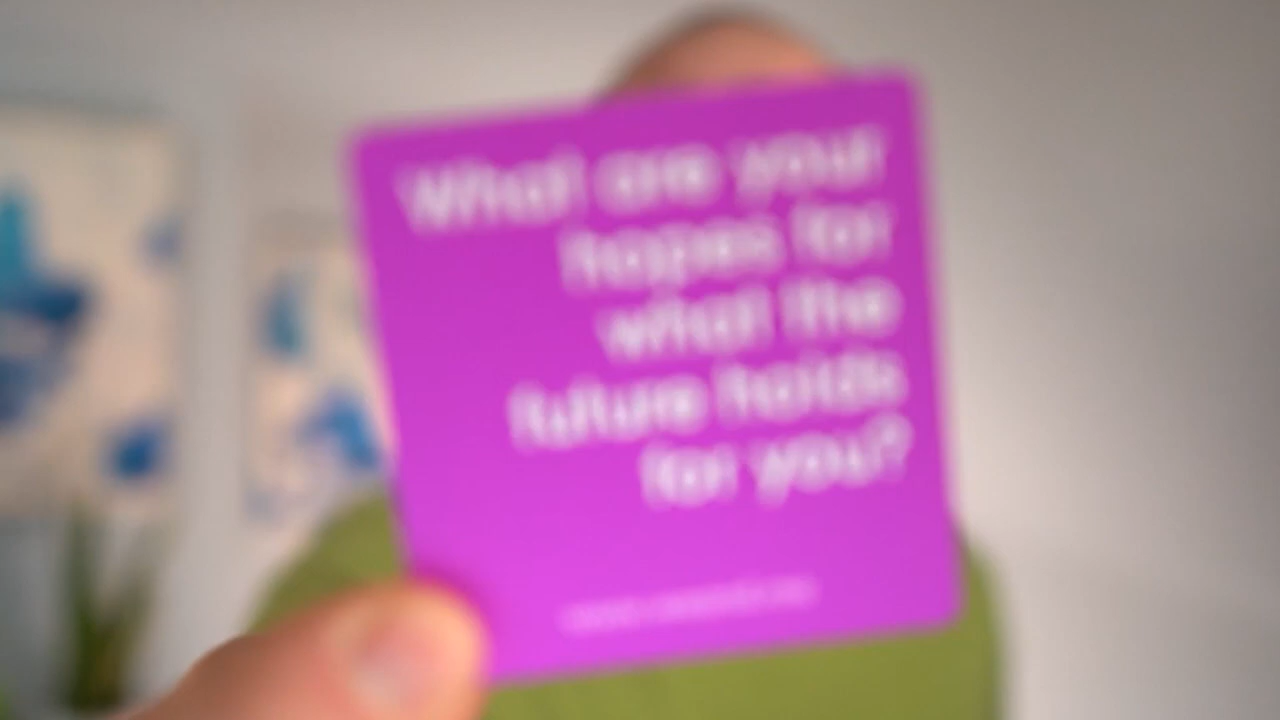 What are your
hopes for
what the
future holds
for you?